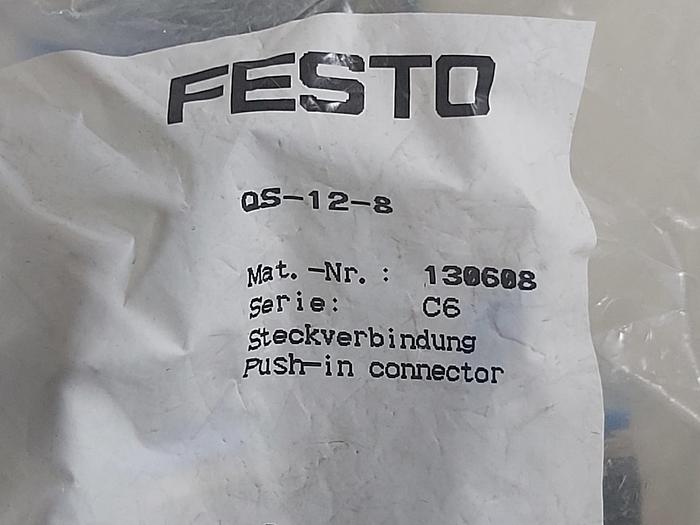 FESTO
QS-12-8
Mat.-Nr.: 130608
Serie: C6
Steckverbindung
Push-in connector